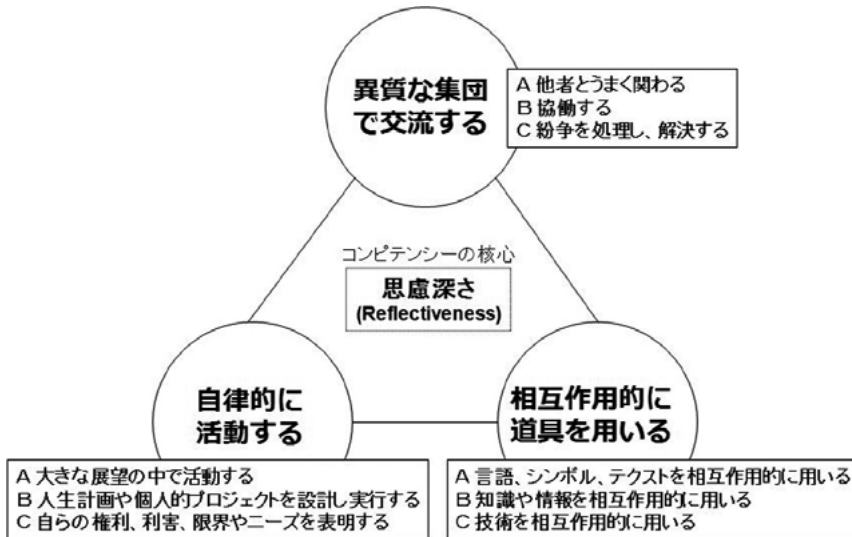 異質な集団
で交流する
A 他者とうまく関わる
B 協働する
C 紛争を処理し、解決する
コンピテンシーの核心
思慮深さ
(Reflectiveness)
自律的に
活動する
A 大きな展望の中で活動する
B 人生計画や個人的プロジェクトを設計し実行する
C 自らの権利、利害、限界やニーズを表明する
相互作用的に
道具を用いる
A 言語、シンボル、テクストを相互作用的に用いる
B 知識や情報を相互作用的に用いる
C 技術を相互作用的に用いる